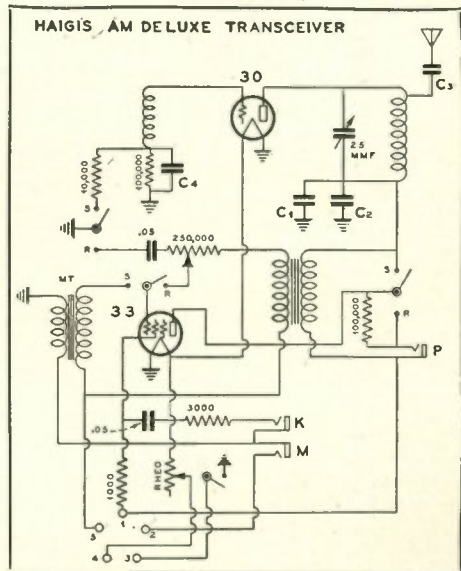 HAIGIS AM DELUXE TRANSCEIVER
30
C3
25
MMF
10,000
100,000
C4
C1
C2
S
R
.05
250,000
MT
S
R
S
R
33
100,000
P
.05
3000
K
M
1000
RHEO
1
2
3
4
5